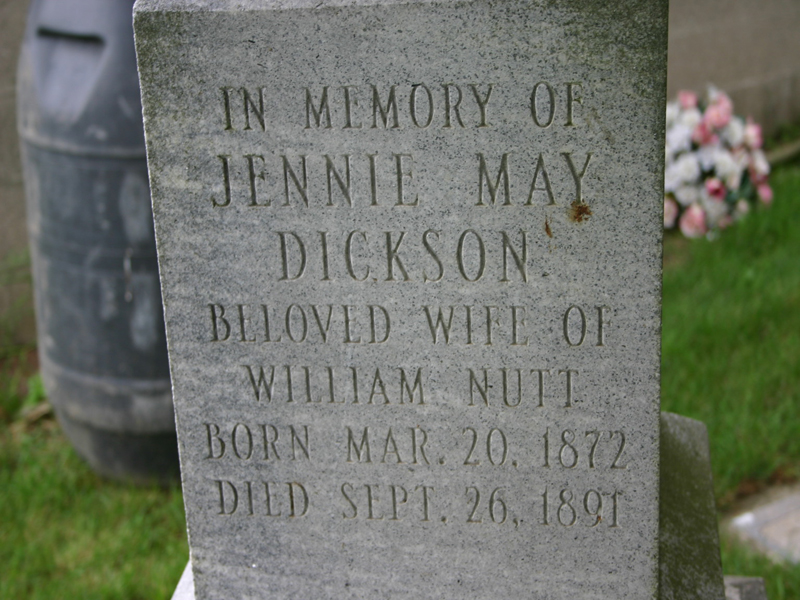 IN MEMORY OF
JENNIE MAY
DICKSON
BELOVED WIFE OF
WILLIAM NUTT
BORN MAR. 20, 1872
DIED SEPT. 26, 1891